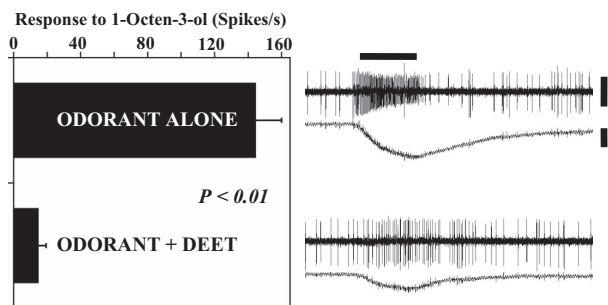 Response to 1-Octen-3-ol (Spikes/s)
0 40 80 120 160
ODORANT ALONE
P < 0.01
ODORANT + DEET